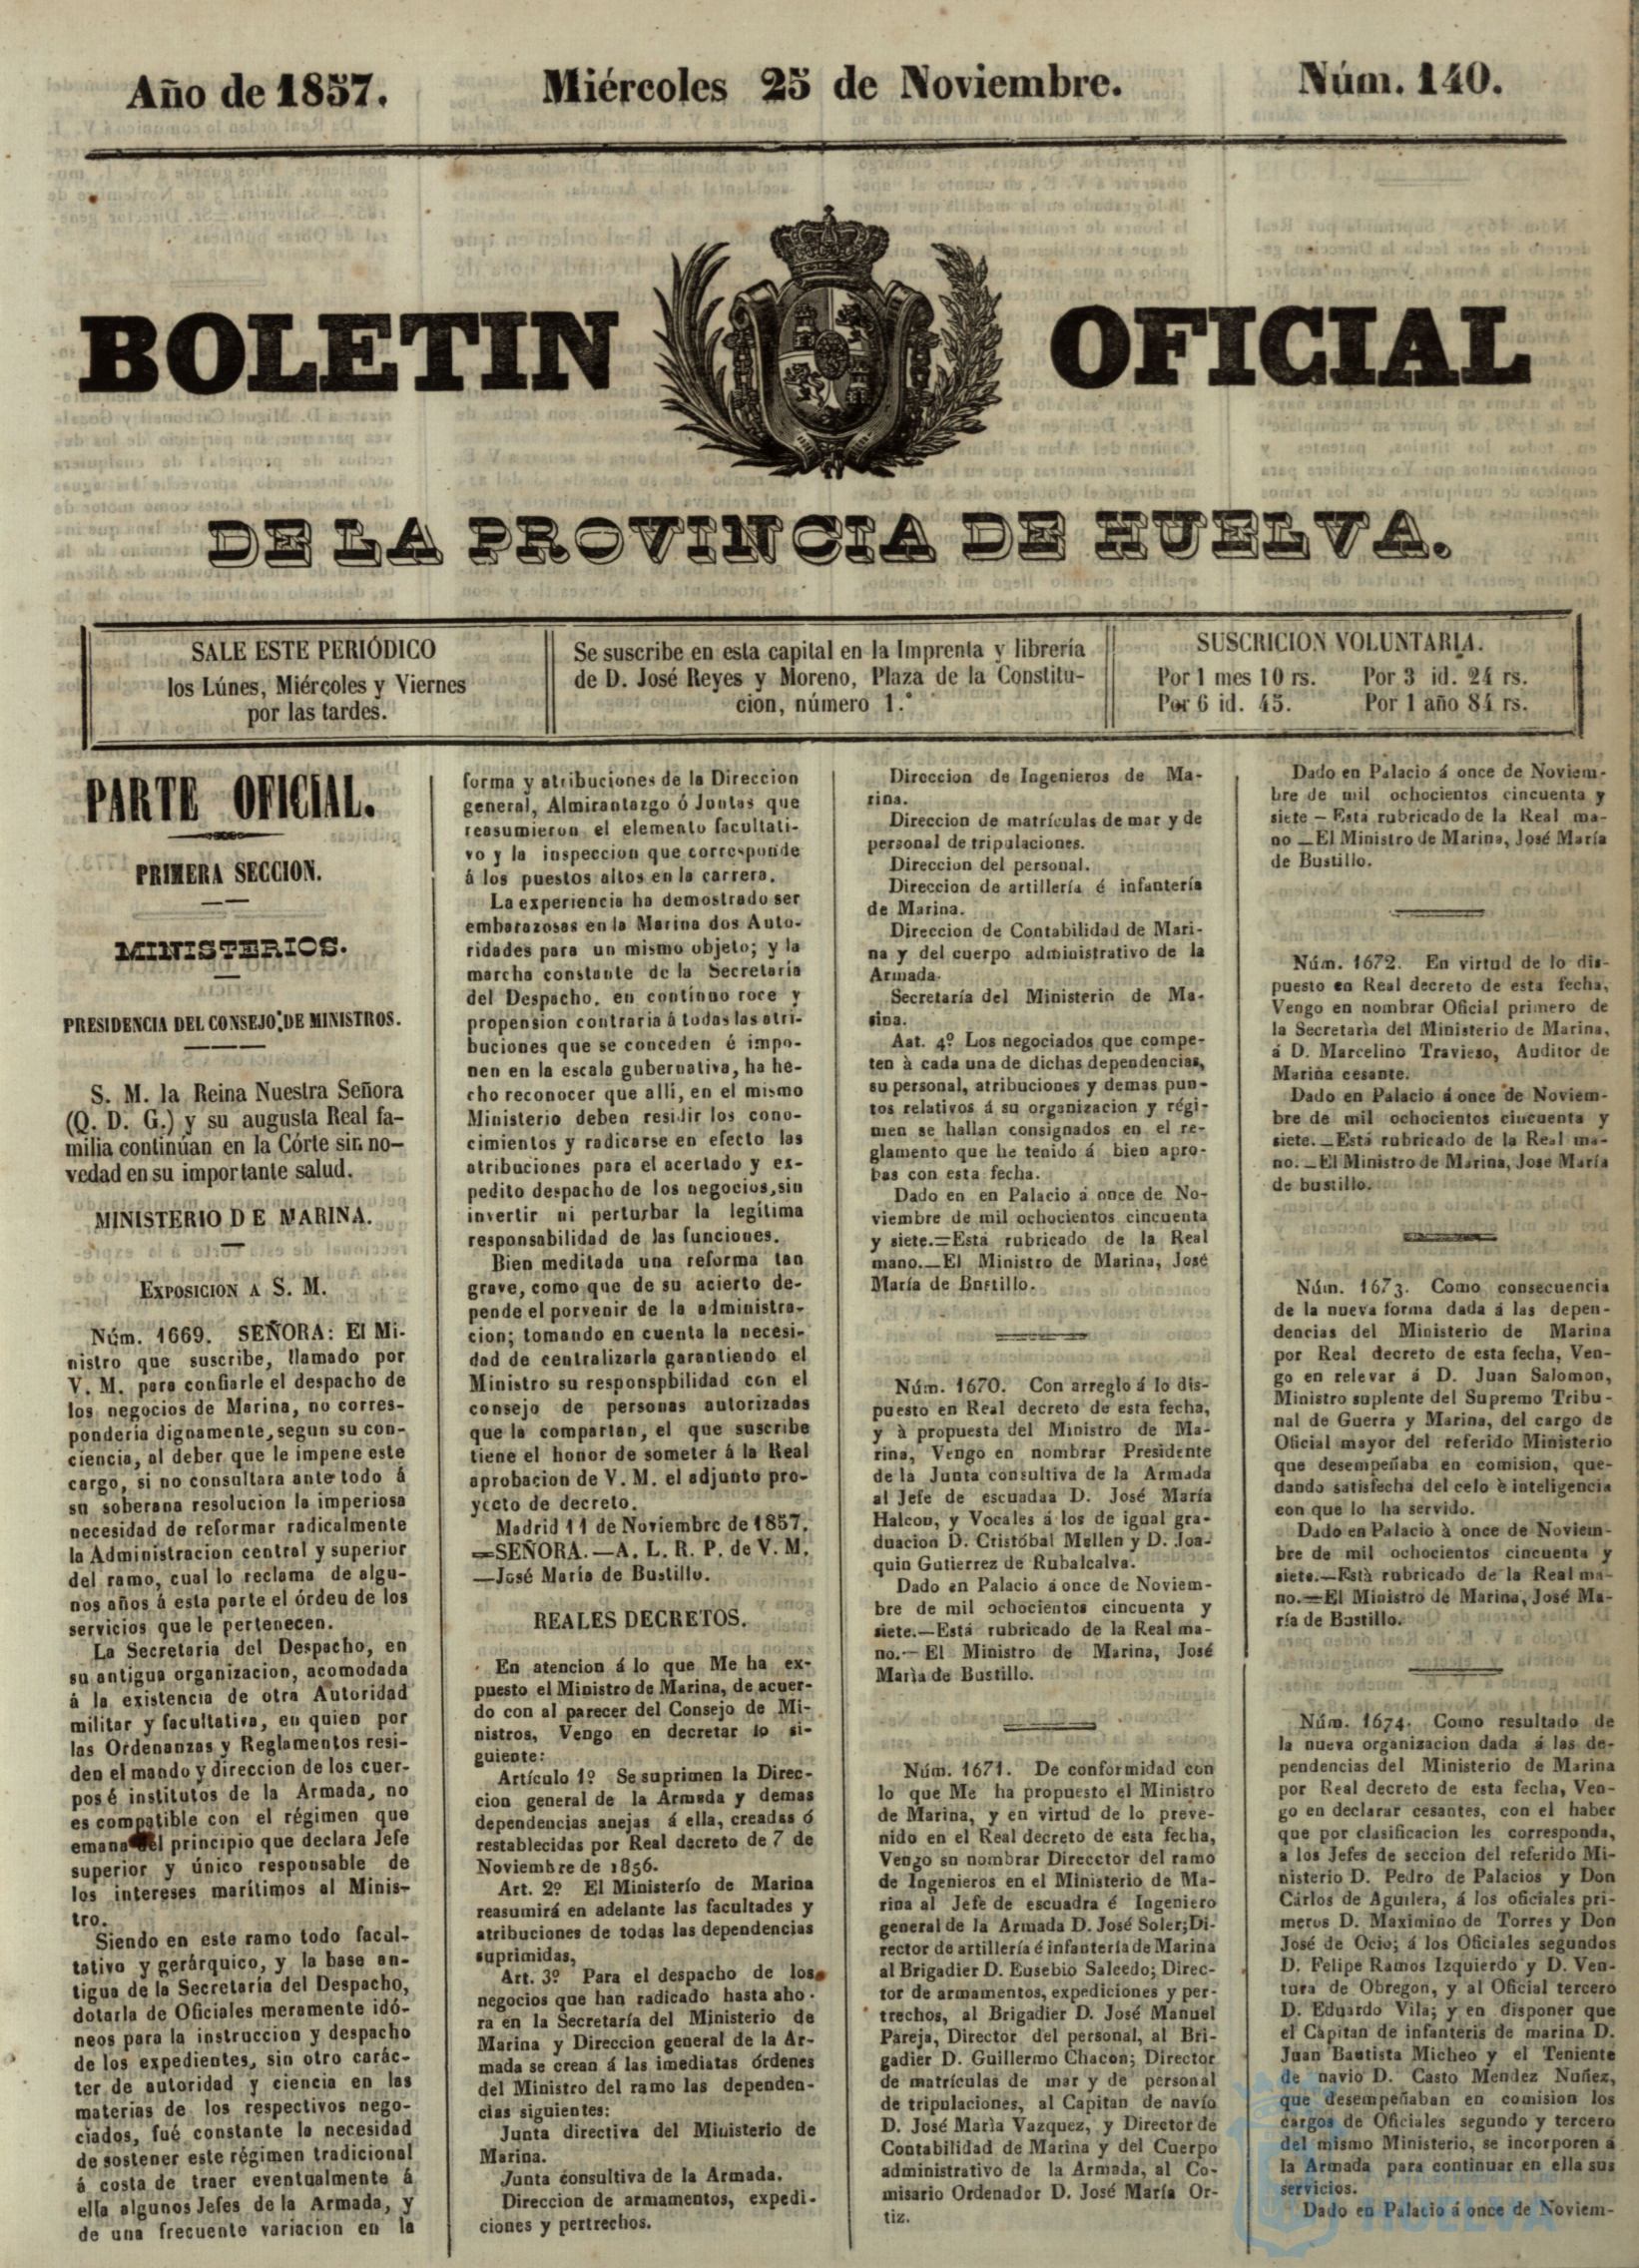 Año de 1857.
Miércoles 25 de Noviembre.
Núm. 140.
BOLETIN OFICIAL
DE LA PROVINCIA DE HUELVA.
SALE ESTE PERIÓDICO
los Lúnes, Miércoles y Viernes
por las tardes.
Se suscribe en esta capital en la Imprenta y librería
de D. José Reyes y Moreno, Plaza de la Constitu-
cion, número 1.°
SUSCRICION VOLUNTARIA.
Por 1 mes 10 rs. Por 3 id. 24 rs.
Por 6 id. 45. Por 1 año 84 rs.
PARTE OFICIAL.
PRIMERA SECCION.
MINISTERIOS.
PRESIDENCIA DEL CONSEJO DE MINISTROS.
S. M. la Reina Nuestra Señora
(Q. D. G.) y su augusta Real fa-
milia continúan en la Córte sin no-
vedad en su importante salud.
MINISTERIO DE MARINA.
EXPOSICION A S. M.
Núm. 1669. SEÑORA: El Mi-
nistro que suscribe, llamado por
V. M. para confiarle el despacho de
los negocios de Marina, no corres-
ponderia dignamente, segun su con-
ciencia, al deber que le impene este
cargo, si no consultara ante todo á
su soberana resolucion la imperiosa
necesidad de reformar radicalmente
la Administracion central y superior
del ramo, cual lo reclama de algu-
nos años á esta parte el órden de los
servicios que le pertenecen.
La Secretaria del Despacho, en
su antigua organizacion, acomodada
á la existencia de otra Autoridad
militar y facultativa, en quien por
las Ordenanzas y Reglamentos resi-
den el mando y direccion de los cuer-
pos é institutos de la Armada, no
es compatible con el régimen que
emana del principio que declara Jefe
superior y único responsable de
los intereses marítimos al Minis-
tro.
Siendo en este ramo todo facul-
tativo y gerárquico, y la base an-
tigua de la Secretaría del Despacho,
dotarla de Oficiales meramente idó-
neos para la instruccion y despacho
de los expedientes, sin otro carác-
ter de autoridad y ciencia en las
materias de los respectivos nego-
ciados, fué constante la necesidad
de sostener este régimen tradicional
á costa de traer eventualmente á
ella algunos Jefes de la Armada, y
de una frecuente variacion en la
forma y atribuciones de la Direccion
general, Almirantazgo ó Juntas que
reasumieron el elemento facultati-
vo y la inspeccion que corresponde
á los puestos altos en la carrera.
La experiencia ha demostrado ser
embarazosas en la Marina dos Auto-
ridades para un mismo objeto; y la
marcha constante de la Secretaría
del Despacho, en continuo roce y
propension contraria á todas las atri-
buciones que se conceden é impo-
nen en la escala gubernativa, ha he-
cho reconocer que alli, en el mismo
Ministerio deben residir los cono-
cimientos y radicarse en efecto las
atribuciones para el acertado y ex-
pedito despacho de los negocios, sin
invertir ni perturbar la legítima
responsabilidad de las funciones.
Bien meditada una reforma tan
grave, como que de su acierto de-
pende el porvenir de la administra-
cion; tomando en cuenta la necesi-
dad de centralizarla garantiendo el
Ministro su responspbilidad con el
consejo de personas autorizadas
que la compartan, el que suscribe
tiene el honor de someter á la Real
aprobacion de V. M. el adjunto pro-
yecto de decreto.
Madrid 11 de Noviembre de 1857.
=SEÑORA.—A. L. R. P. de V. M.
—José María de Bustillo.
REALES DECRETOS.
En atencion á lo que Me ha ex-
puesto el Ministro de Marina, de acuer-
do con al parecer del Consejo de Mi-
nistros, Vengo en decretar lo si-
guiente:
Artículo 1º Se suprimen la Direc-
cion general de la Armada y demas
dependencias anejas á ella, creadas ó
restablecidas por Real dacreto de 7 de
Noviembre de 1856.
Art. 2º El Ministerío de Marina
reasumirá en adelante las facultades y
atribuciones de todas las dependencias
suprimidas,
Art. 3º Para el despacho de los
negocios que han radicado hasta aho-
ra en la Secretaría del Ministerio de
Marina y Direccion general de la Ar-
mada se crean á las imediatas órdenes
del Ministro del ramo las dependen-
cias siguientes:
Junta directiva del Ministerio de
Marina.
Junta consultiva de la Armada.
Direccion de armamentos, expedi-
ciones y pertrechos.
Direccion de Ingenieros de Ma-
rina.
Direccion de matrículas de mar y de
personal de tripulaciones.
Direccion del personal.
Direccion de artillería é infantería
de Marina.
Direccion de Contabilidad de Mari-
na y del cuerpo administrativo de la
Armada.
Secretaría del Ministerio de Ma-
sina.
Aat. 4º Los negociados que compe-
ten à cada una de dichas dependencias,
su personal, atribuciones y demas pun-
tos relativos á su organizacion y régi-
men se hallan consignados en el re-
glamento que he tenido á bien apro-
bas con esta fecha.
Dado en en Palacio á once de No-
viembre de mil ochocientos cincuenta
y siete.=Está rubricado de la Real
mano.—El Ministro de Marina, José
María de Bustillo.
Núm. 1670. Con arreglo á lo dis-
puesto en Real decreto de esta fecha,
y à propuesta del Ministro de Ma-
rina, Vengo en nombrar Presidente
de la Junta consultiva de la Armada
al Jefe de escuadaa D. José María
Halcon, y Vocales á los de igual gra-
duacion D. Cristóbal Mallen y D. Joa-
quin Gutierrez de Rubalcalva.
Dado en Palacio á once de Noviem-
bre de mil ochocientos cincuenta y
siete.—Está rubricado de la Real ma-
no.— El Ministro de Marina, José
Marìa de Bustillo.
Núm. 1671. De conformidad con
lo que Me ha propuesto el Ministro
de Marina, y en virtud de lo preve-
nido en el Real decreto de esta fecha,
Vengo sn nombrar Direcctor del ramo
de Ingenieros en el Ministerio de Ma-
rina al Jefe de escuadra é Ingeniero
general de la Armada D. José Soler; Di-
rector de artillería é infantería de Marina
al Brigadier D. Eusebio Salcedo; Direc-
tor de armamentos, expediciones y per-
trechos, al Brigadier D. José Manuel
Pareja, Director del personal, al Bri-
gadier D. Guillermo Chacon; Director
de matrículas de mar y de personal
de tripulaciones, al Capitan de navío
D. José Marìa Vazquez, y Director de
Contabilidad de Marina y del Cuerpo
administrativo de la Armada, al Co-
misario Ordenador D. José María Or-
tiz.
Dado en Palacio á once de Noviem-
bre de mil ochocientos cincuenta y
siete — Está rubricado de la Real ma-
no —El Ministro de Marina, José María
de Bustillo.
Núm. 1672. En virtud de lo dis-
puesto en Real decreto de esta fecha,
Vengo en nombrar Oficial primero de
la Secretarìa del Ministerio de Marina,
á D. Marcelino Travieso, Auditor de
Marina cesante.
Dado en Palacio á once de Noviem-
bre de mil ochocientos ciucuenta y
siete.—Está rubricado de la Real ma-
no.—El Ministro de Marina, Jose María
de bustillo.
Núm. 1673. Como consecuencia
de la nueva forma dada á las depen-
dencias del Ministerio de Marina
por Real decreto de esta fecha, Ven-
go en relevar á D. Juan Salomon,
Ministro suplente del Supremo Tribu-
nal de Guerra y Marina, del cargo de
Oficial mayor del referido Ministerio
que desempeñaba en comision, que-
dando satisfecha del celo è inteligencia
con que lo ha servido.
Dado en Palacio à once de Noviem-
bre de mil ochocientos cincuenta y
siete.—Està rubricado de la Real ma-
no.=El Ministro de Marina, José Ma-
ría de Bastillo.
Núm. 1674. Como resultado de
la nueva organizacion dada á las de-
pendencias del Ministerio de Marina
por Real decreto de esta fecha, Ven-
go en declarar cesantes, con el haber
que por clasificacion les corresponda,
a los Jefes de seccion del referido Mi-
nisterio D. Pedro de Palacios y Don
Cárlos de Aguilera, á los oficiales pri-
meros D. Maximino de Torres y Don
José de Ocio; á los Oficiales segundos
D. Felipe Ramos Izquierdo y D. Ven-
tura de Obregon, y al Oficial tercero
D. Eduardo Vila; y en disponer que
el Càpitan de infanteris de marina D.
Juan Bautista Micheo y el Teniente
de navio D. Casto Mendez Nuñez,
que desempeñaban en comision los
cargos de Oficiales segundo y tercero
del mismo Ministerio, se incorporen á
la Armada para continuar en ella sus
servicios.
Dado en Palacio á once de Noviem-
HUELVA